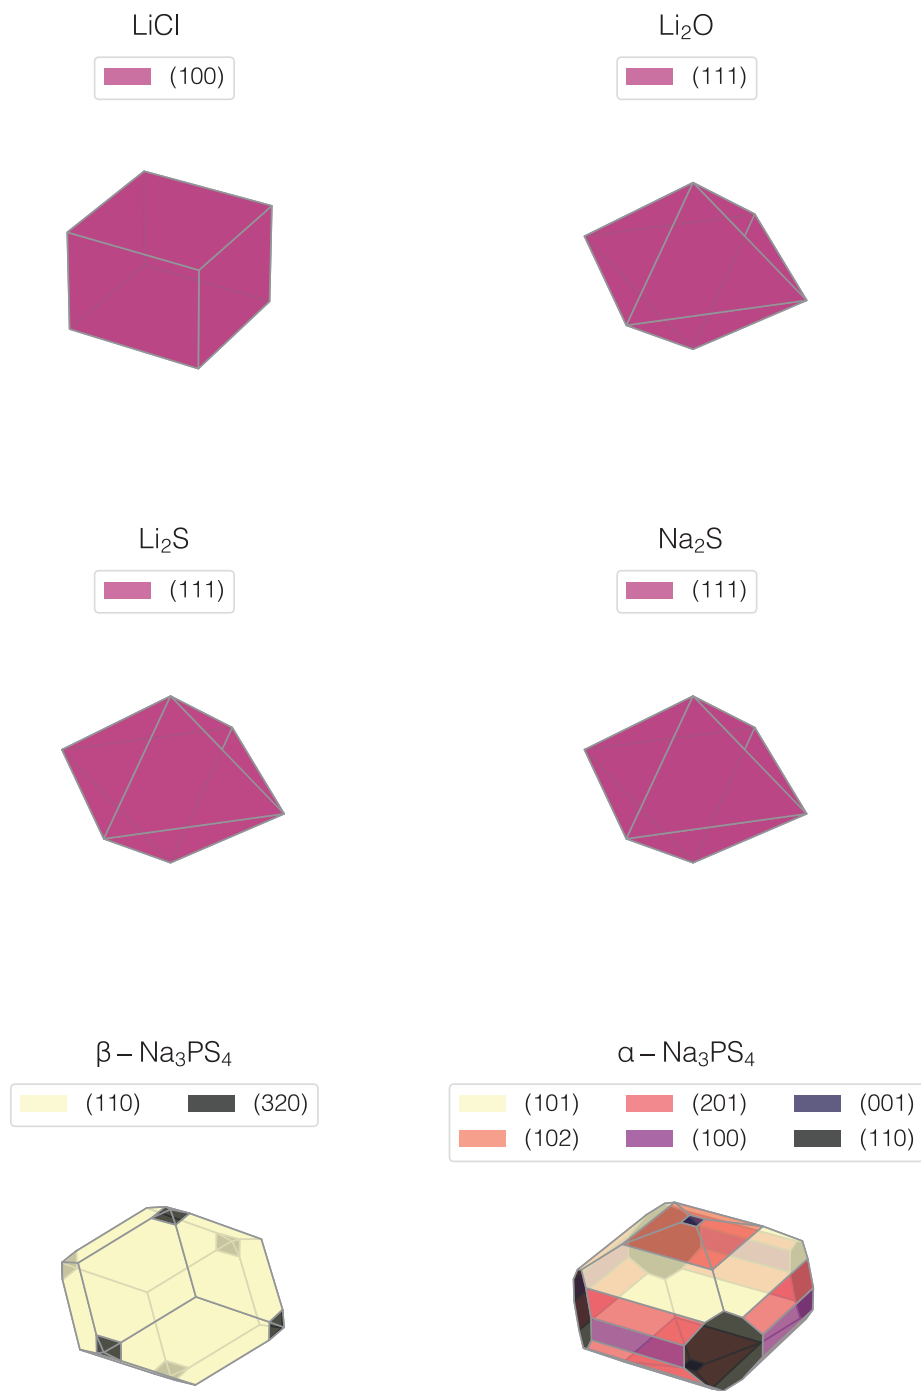 LiCl
Li₂O
(100)
(111)
Li₂S
Na₂S
(111)
(111)
β – Na₃PS₄
α – Na₃PS₄
(110) (320)
(101) (201) (001)
(102) (100) (110)